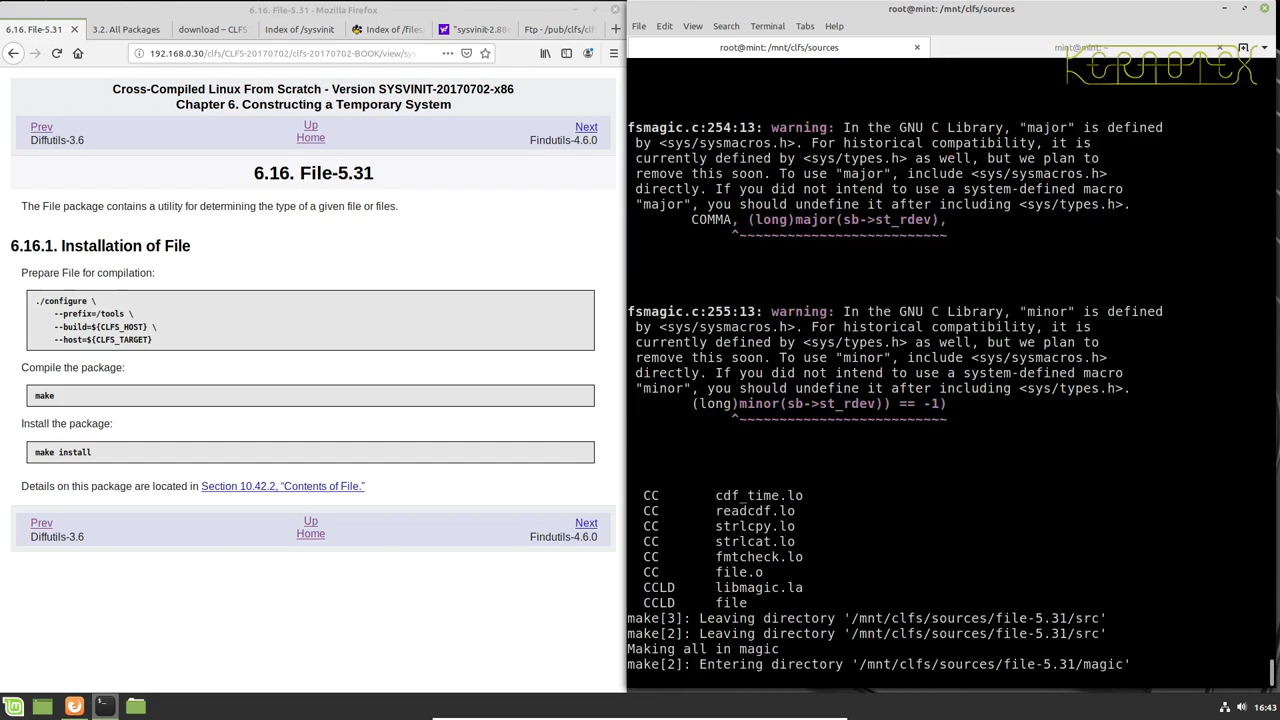 6.16. File-5.31 - Mozilla Firefox
6.16. File-5.31
3.2. All Packages
download — CLFS
Index of /sysvinit
Index of /files
"sysvinit-2.88
Ftp - /pub/clfs/
192.168.0.30/clfs/CLFS-20170702/clfs-20170702-BOOK/view/sy
Cross-Compiled Linux From Scratch - Version SYSVINIT-20170702-x86
Chapter 6. Constructing a Temporary System
Prev
Up
Next
Diffutils-3.6
Home
Findutils-4.6.0
6.16. File-5.31
The File package contains a utility for determining the type of a given file or files.
6.16.1. Installation of File
Prepare File for compilation:
./configure \
--prefix=/tools \
--build=${CLFS_HOST} \
--host=${CLFS_TARGET}
Compile the package:
make
Install the package:
make install
Details on this package are located in Section 10.42.2, “Contents of File.”
Prev
Up
Next
Diffutils-3.6
Home
Findutils-4.6.0
root@mint: /mnt/clfs/sources
File Edit View Search Terminal Tabs Help
root@mint: /mnt/clfs/sources
root@mint: ~
KERNOTEX
fsmagic.c:254:13: warning: In the GNU C Library, "major" is defined
by <sys/sysmacros.h>. For historical compatibility, it is
currently defined by <sys/types.h> as well, but we plan to
remove this soon. To use "major", include <sys/sysmacros.h>
directly. If you did not intend to use a system-defined macro
"major", you should undefine it after including <sys/types.h>.
COMMA, (long)major(sb->st_rdev),
^~~~~~~~~~~~~~~~~~~~~~~~~~~
fsmagic.c:255:13: warning: In the GNU C Library, "minor" is defined
by <sys/sysmacros.h>. For historical compatibility, it is
currently defined by <sys/types.h> as well, but we plan to
remove this soon. To use "minor", include <sys/sysmacros.h>
directly. If you did not intend to use a system-defined macro
"minor", you should undefine it after including <sys/types.h>.
(long)minor(sb->st_rdev)) == -1)
^~~~~~~~~~~~~~~~~~~~~~~~~~~
CC cdf_time.lo
CC readcdf.lo
CC strlcpy.lo
CC strlcat.lo
CC fmtcheck.lo
CC file.o
CCLD libmagic.la
CCLD file
make[3]: Leaving directory '/mnt/clfs/sources/file-5.31/src'
make[2]: Leaving directory '/mnt/clfs/sources/file-5.31/src'
Making all in magic
make[2]: Entering directory '/mnt/clfs/sources/file-5.31/magic'
16:43